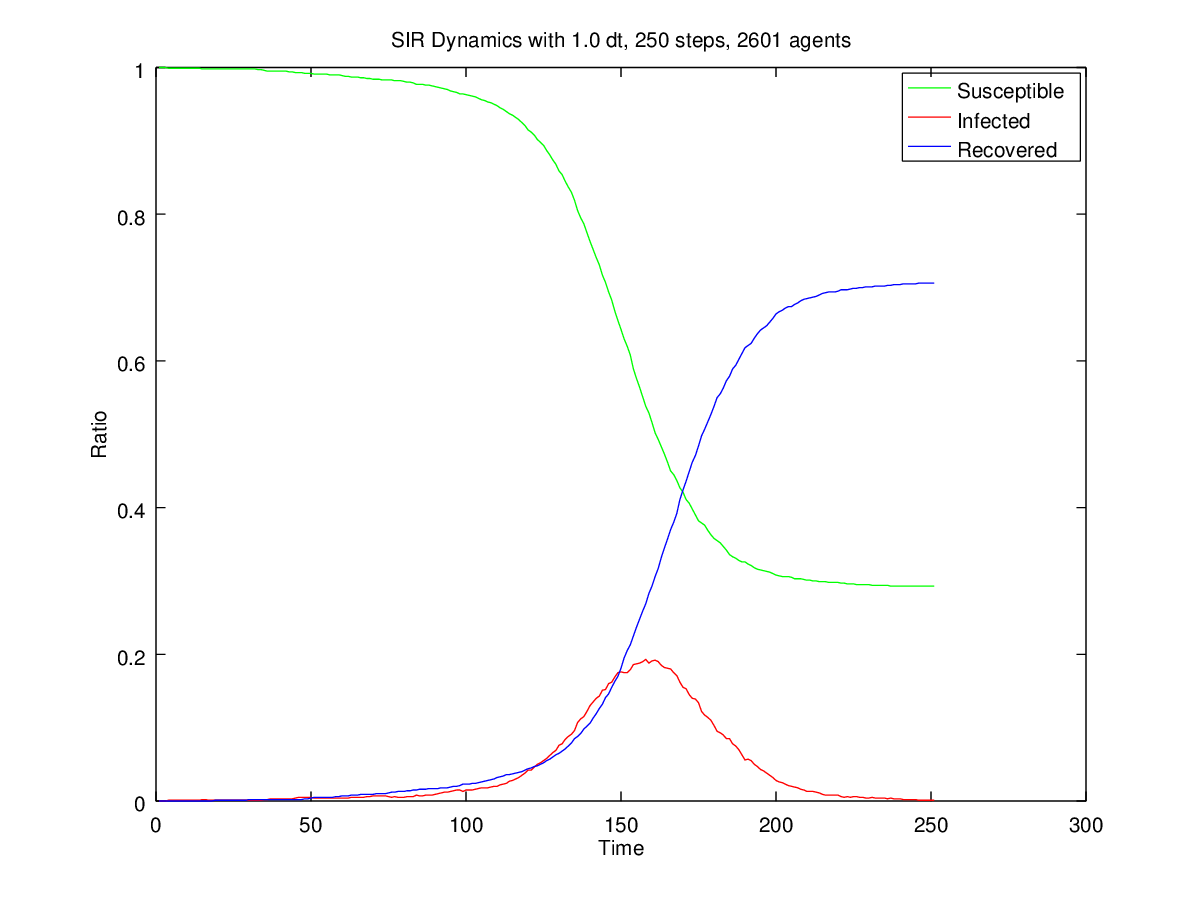 SIR Dynamics with 1.0 dt, 250 steps, 2601 agents
1
Susceptible
Infected
Recovered
0.8
0.6
Ratio
0.4
0.2
0
0 50 100 150 200 250 300
Time